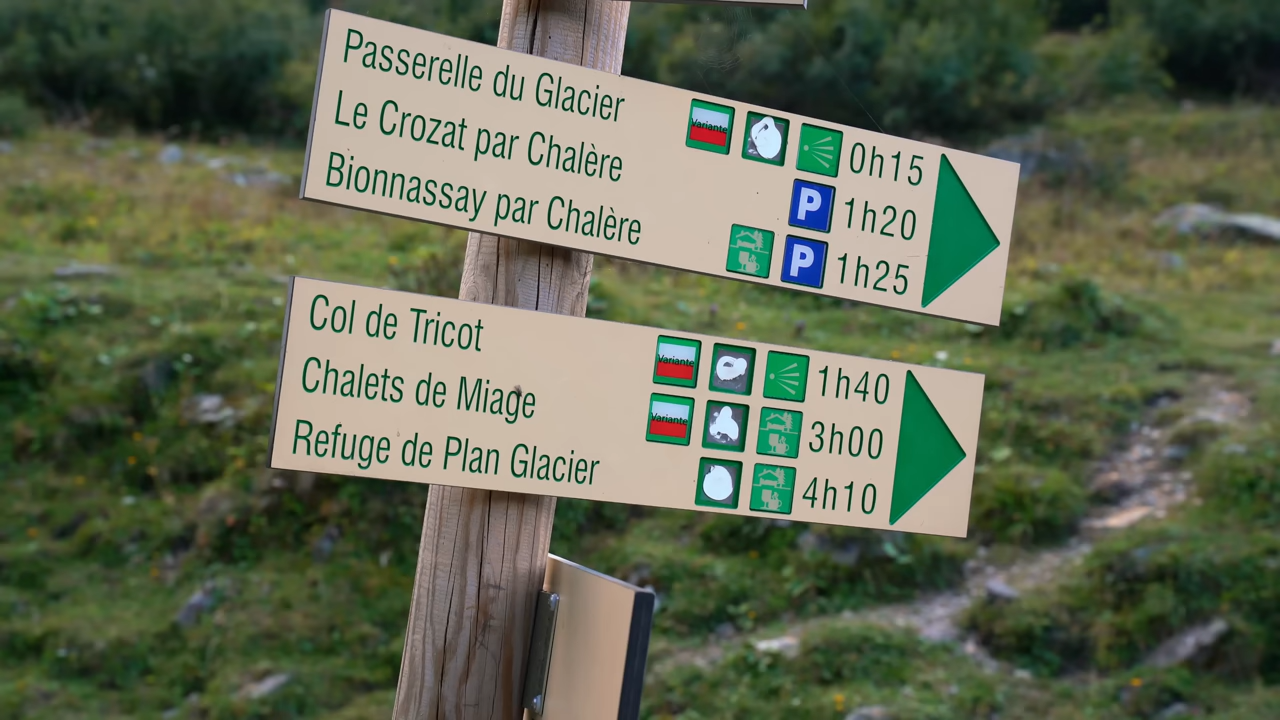 Passerelle du Glacier Variante 0h15
Le Crozat par Chalère P 1h20
Bionnassay par Chalère P 1h25
Col de Tricot Variante 1h40
Chalets de Miage Variante 3h00
Refuge de Plan Glacier 4h10